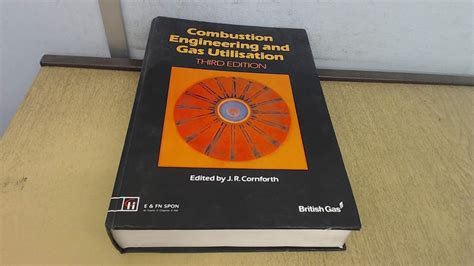 Combustion
Engineering and
Gas Utilisation
THIRD EDITION
Edited by J.R. Cornforth
E & FN SPON
British Gas